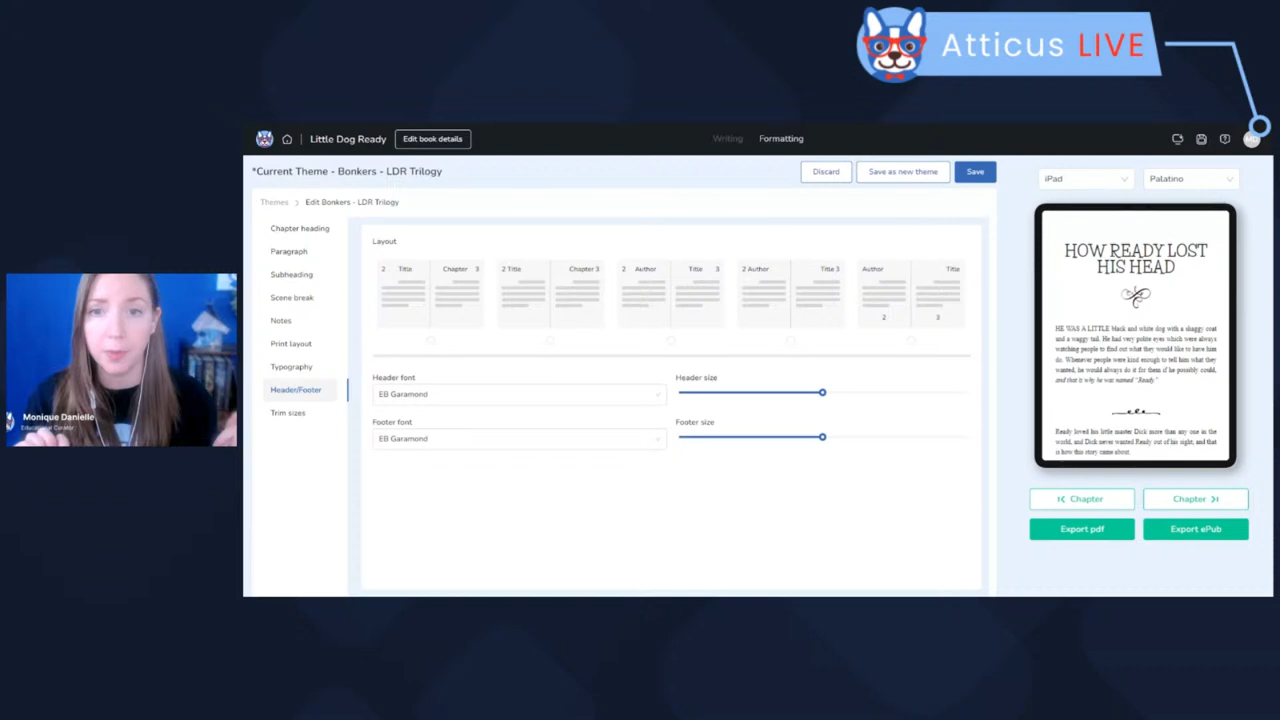 Atticus LIVE
Little Dog Ready
Edit book details
Writing
Formatting
*Current Theme - Bonkers - LDR Trilogy
Discard
Save as new theme
Save
iPad
Palatino
Themes
Edit Bonkers - LDR Trilogy
Chapter heading
Paragraph
Subheading
Scene break
Notes
Print layout
Typography
Header/Footer
Trim sizes
Layout
2 Title Chapter 3
2 Title Chapter 3
2 Author Title 3
2 Author Title 3
Author Title
2 3
Header font
EB Garamond
Header size
Footer font
EB Garamond
Footer size
HOW READY LOST
HIS HEAD
HE WAS A LITTLE black and white dog with a shaggy coat
and a waggy tail. He had very polite eyes which were always
watching people to find out what they would like to have him
do. Whenever people were kind enough to tell him what they
wanted, he would always do it for them if he possibly could,
and that is why he was named "Ready."
Ready loved his little master Dick more than any one in the
world, and Dick never wanted Ready out of his sight; and that
is how this story came about.
Chapter
Chapter
Export pdf
Export ePub
Monique Danielle
Educational Curator